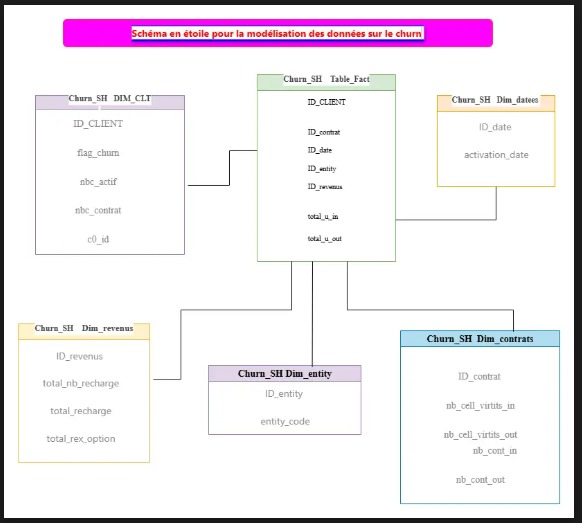 Schéma en étoile pour la modélisation des données sur le churn
Churn_SH DIM_CLT
ID_CLIENT
flag_churn
nbc_actif
nbc_contrat
c0_id
Churn_SH Table_Fact
ID_CLIENT
ID_contrat
ID_date
ID_entity
ID_revenus
total_u_in
total_u_out
Churn_SH Dim_datees
ID_date
activation_date
Churn_SH Dim_revenus
ID_revenus
total_nb_recharge
total_recharge
total_rex_option
Churn_SH Dim_entity
ID_entity
entity_code
Churn_SH Dim_contrats
ID_contrat
nb_cell_virtits_in
nb_cell_virtits_out
nb_cont_in
nb_cont_out